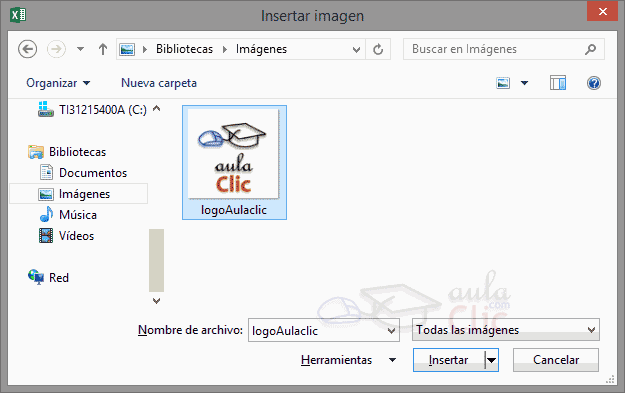 Insertar imagen
Bibliotecas Imágenes Buscar en Imágenes
Organizar Nueva carpeta
TI31215400A (C:)
Bibliotecas
Documentos
Imágenes
Música
Vídeos
Red
aula
Clic
logoAulaclic
aula
.com
Clic
Nombre de archivo: logoAulaclic Todas las imágenes
Herramientas Insertar Cancelar